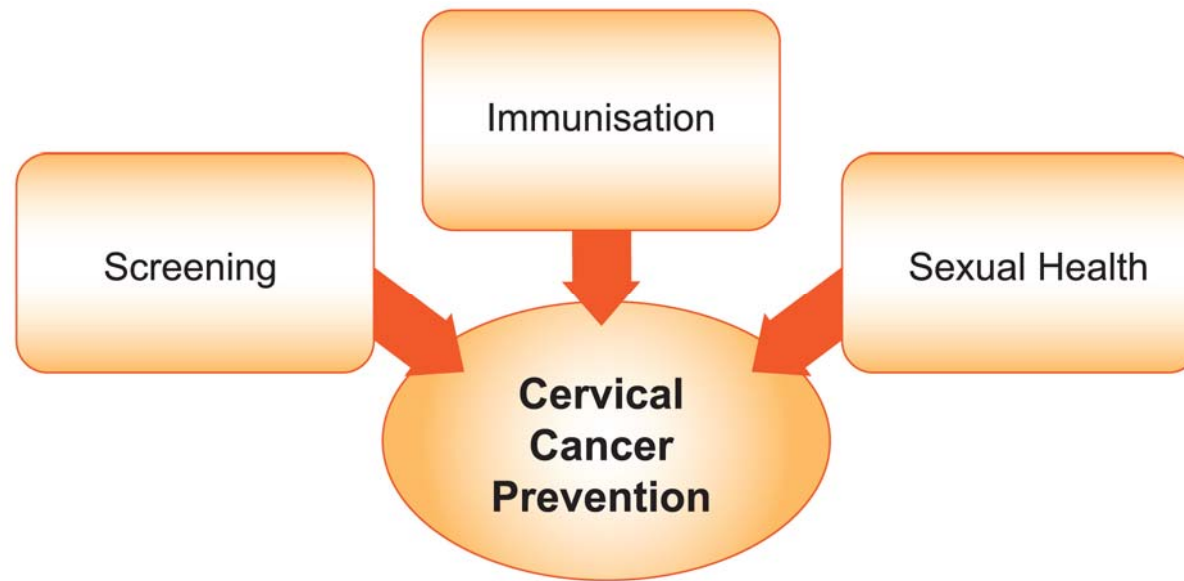 Immunisation
Screening
Sexual Health
Cervical
Cancer
Prevention